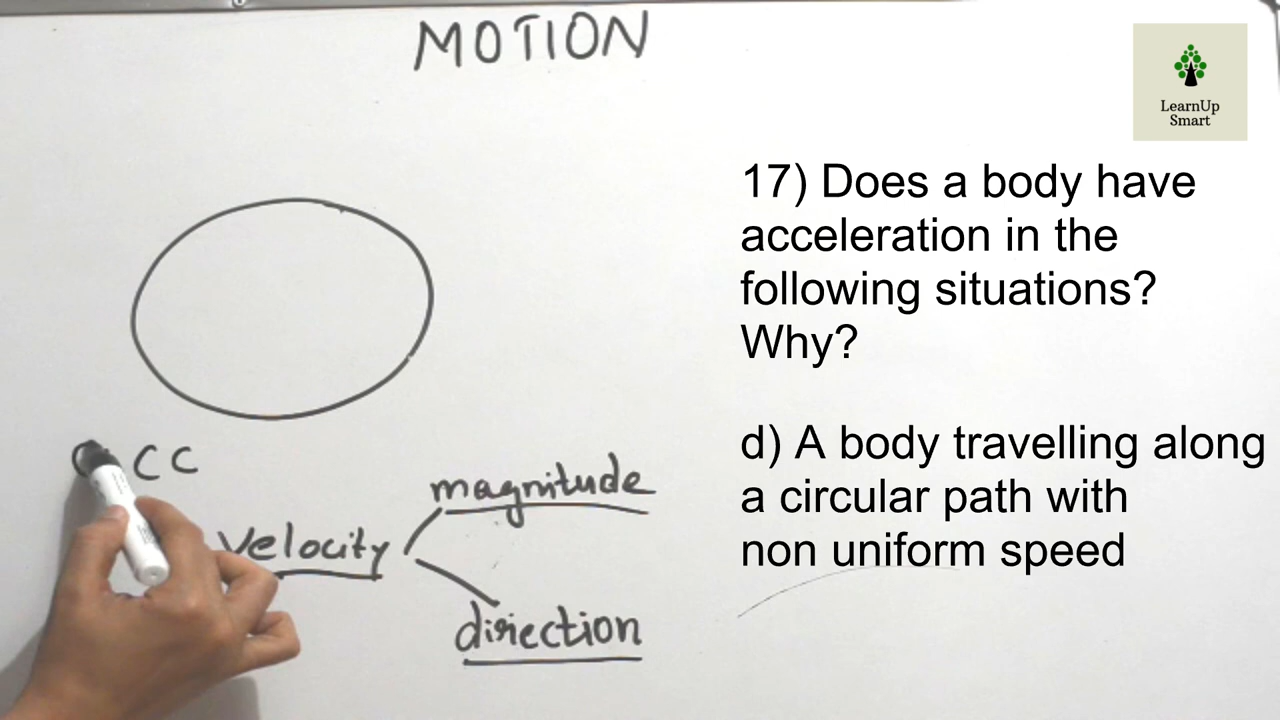 MOTION
LearnUp
Smart
17) Does a body have
acceleration in the
following situations?
Why?
d) A body travelling along
a circular path with
non uniform speed
CC
velocity
magnitude
direction